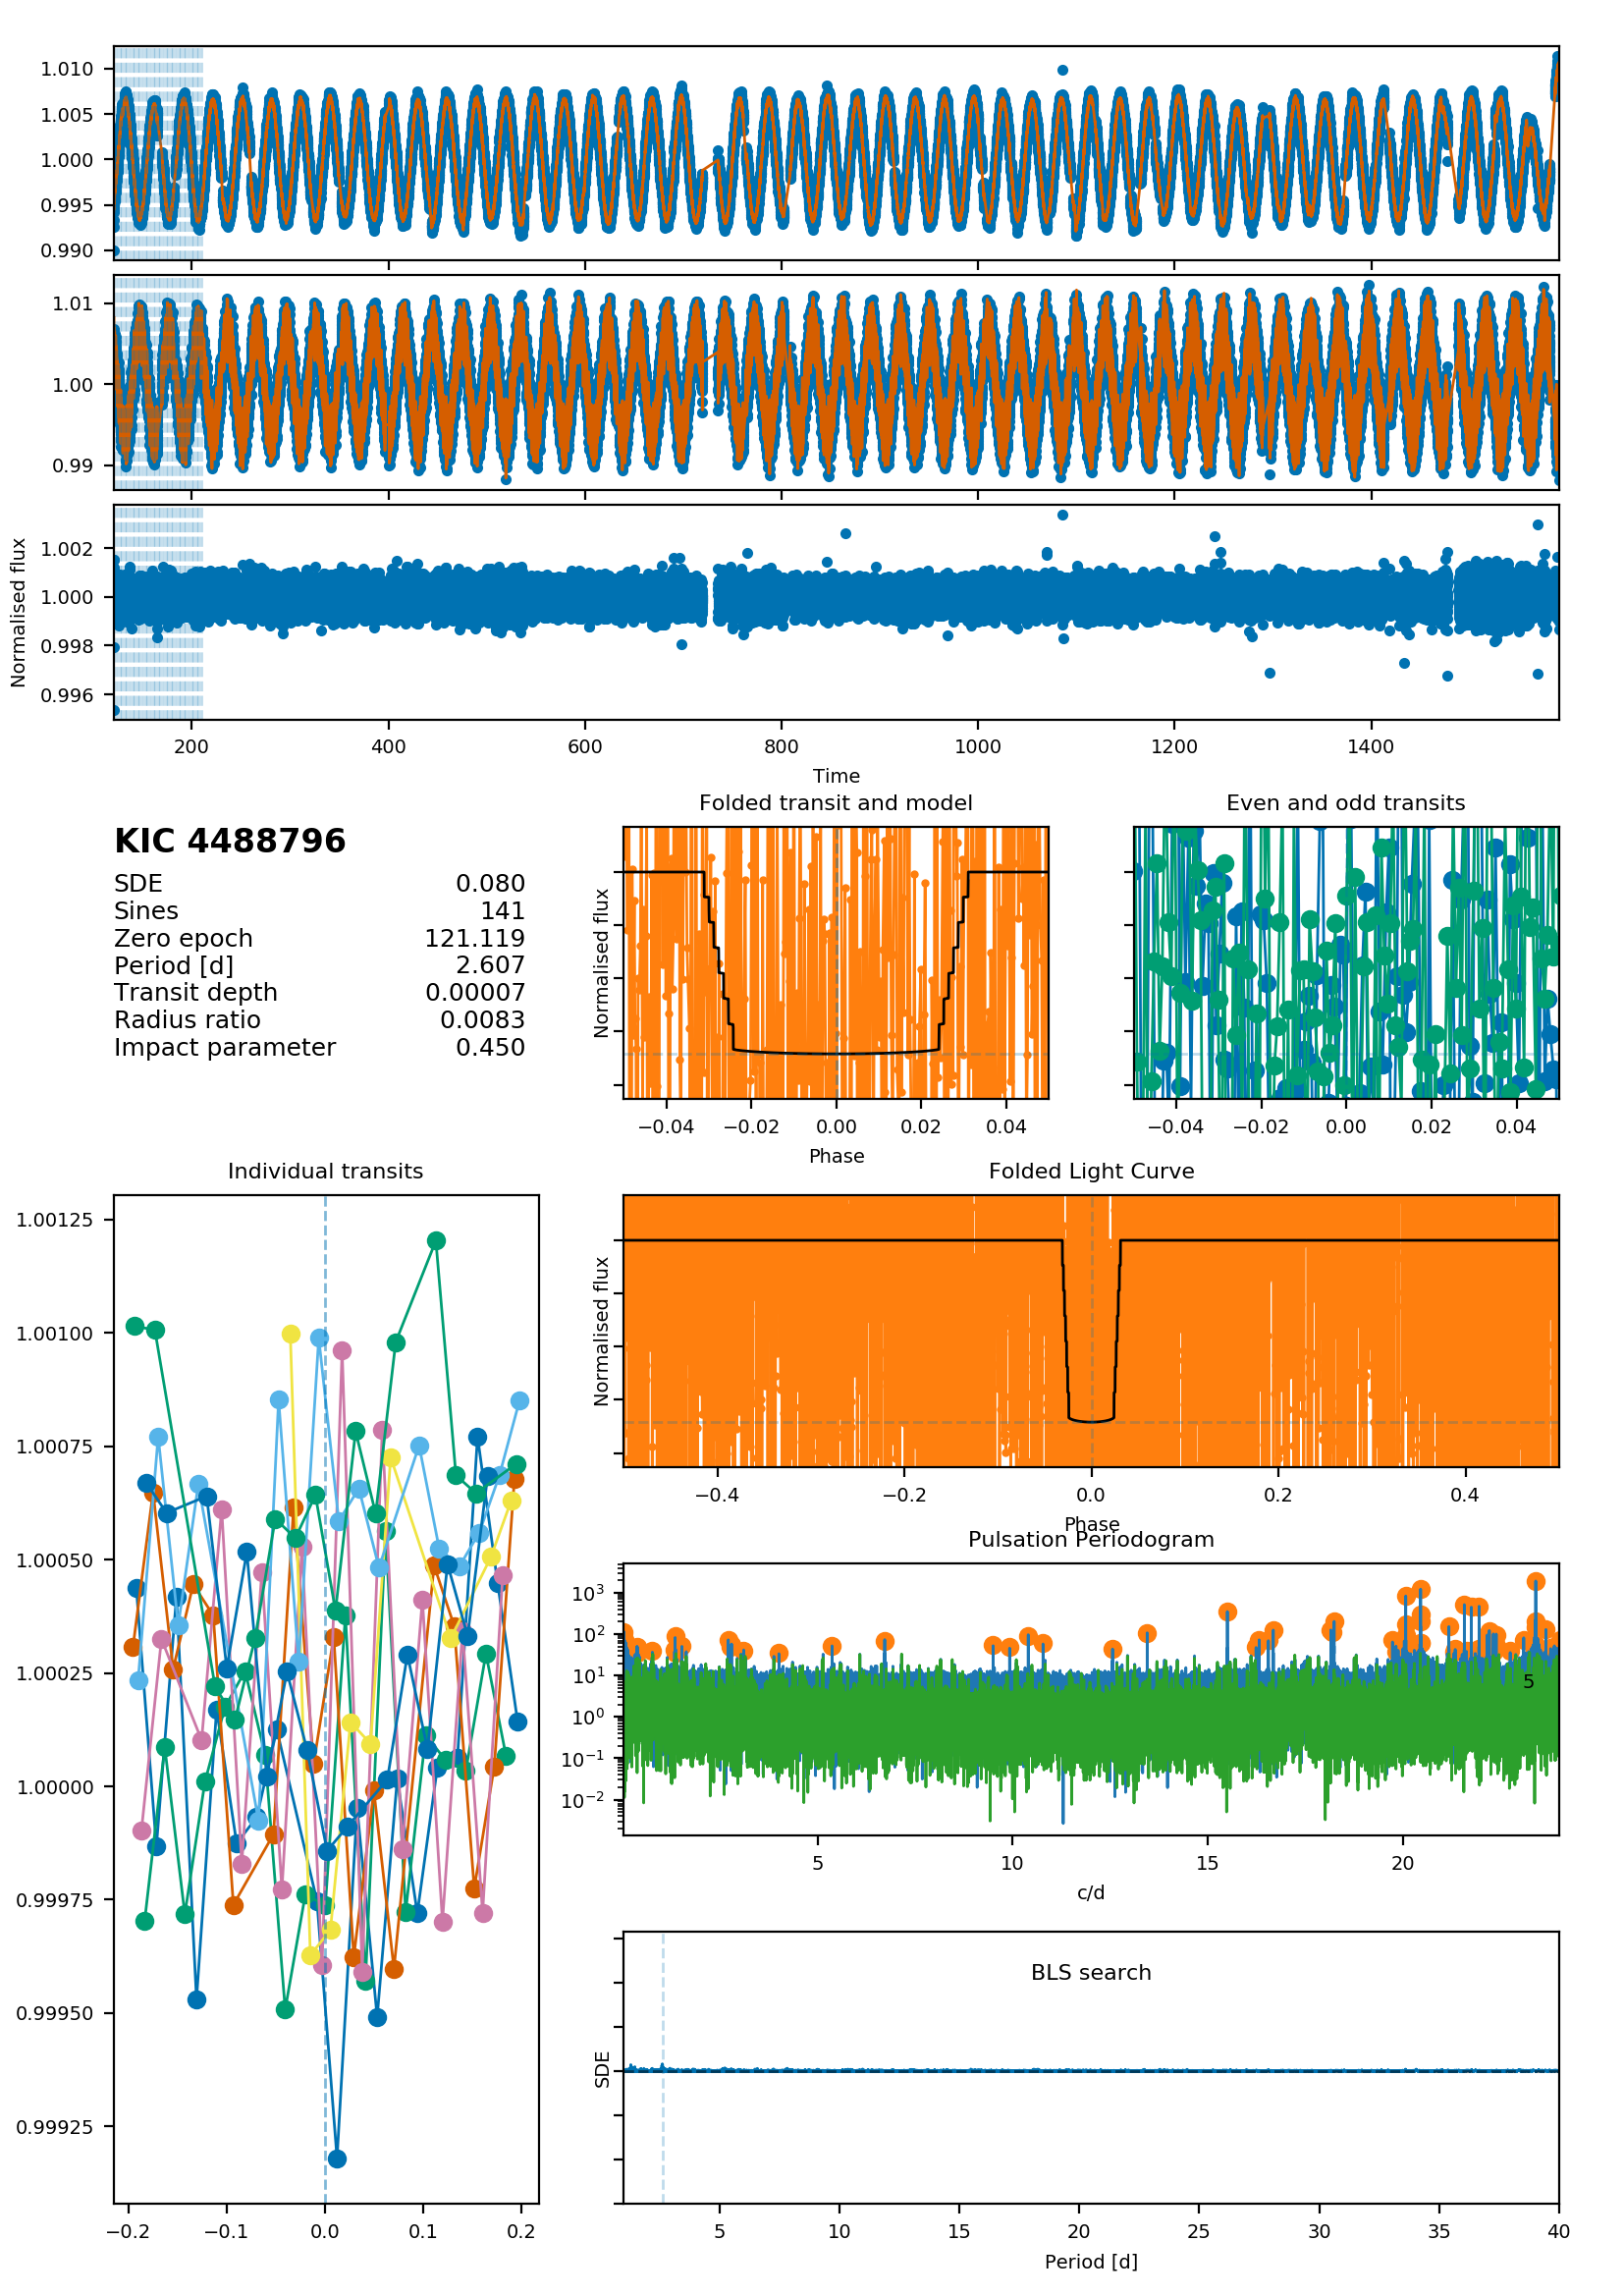 1.010
1.005
1.000
0.995
0.990
1.01
1.00
0.99
Normalised flux
1.002
1.000
0.998
0.996
200 400 600 800 1000 1200 1400
Time
KIC 4488796
SDE 0.080
Sines 141
Zero epoch 121.119
Period [d] 2.607
Transit depth 0.00007
Radius ratio 0.0083
Impact parameter 0.450
Folded transit and model
Normalised flux
−0.04 −0.02 0.00 0.02 0.04
Phase
Even and odd transits
−0.04 −0.02 0.00 0.02 0.04
Individual transits
1.00125
1.00100
1.00075
1.00050
1.00025
1.00000
0.99975
0.99950
0.99925
−0.2 −0.1 0.0 0.1 0.2
Folded Light Curve
Normalised flux
−0.4 −0.2 0.0 0.2 0.4
Phase
Pulsation Periodogram
10³
10²
10¹
10⁰
10⁻¹
10⁻²
5
5 10 15 20
c/d
BLS search
SDE
5 10 15 20 25 30 35 40
Period [d]